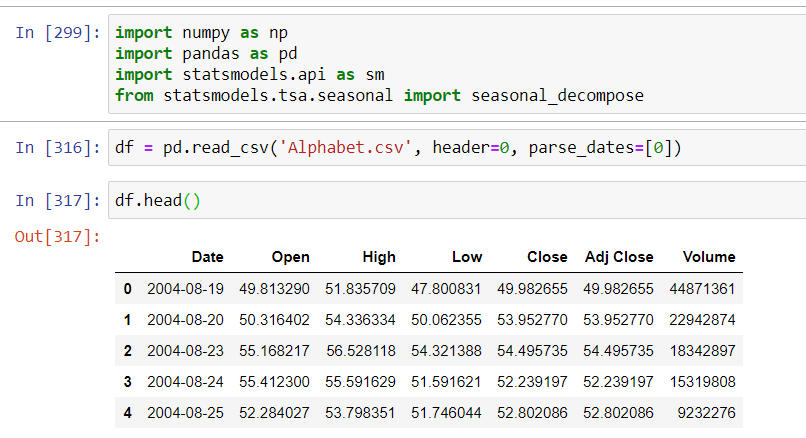 In [299]: import numpy as np
import pandas as pd
import statsmodels.api as sm
from statsmodels.tsa.seasonal import seasonal_decompose
In [316]: df = pd.read_csv('Alphabet.csv', header=0, parse_dates=[0])
In [317]: df.head()
Out[317]:
Date Open High Low Close Adj Close Volume
0 2004-08-19 49.813290 51.835709 47.800831 49.982655 49.982655 44871361
1 2004-08-20 50.316402 54.336334 50.062355 53.952770 53.952770 22942874
2 2004-08-23 55.168217 56.528118 54.321388 54.495735 54.495735 18342897
3 2004-08-24 55.412300 55.591629 51.591621 52.239197 52.239197 15319808
4 2004-08-25 52.284027 53.798351 51.746044 52.802086 52.802086 9232276